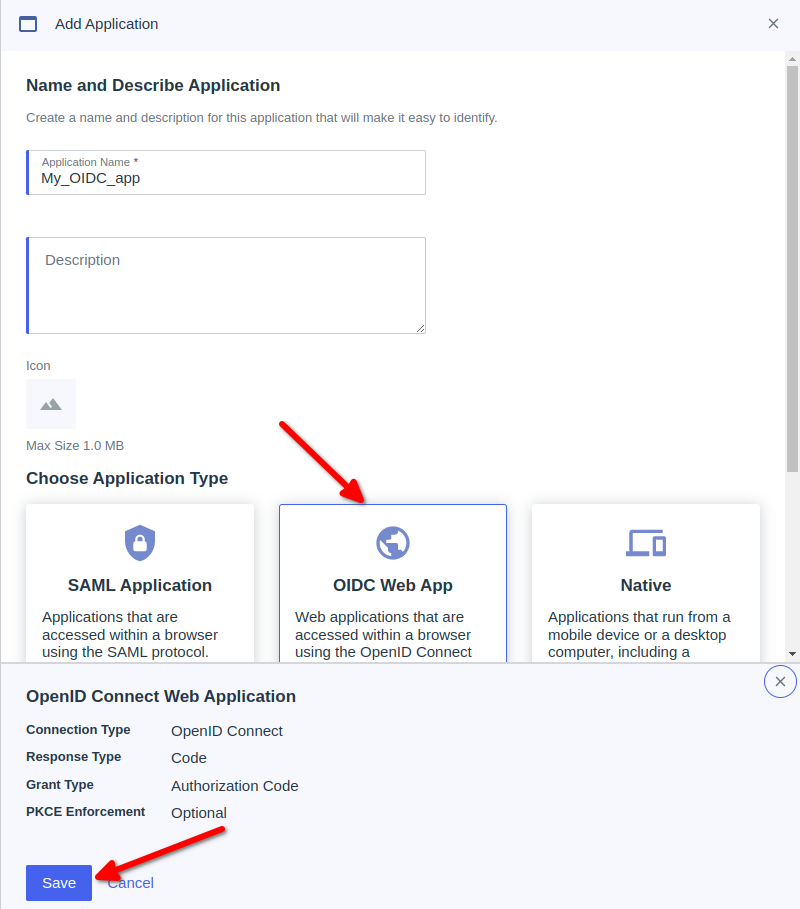 Add Application
Name and Describe Application
Create a name and description for this application that will make it easy to identify.
Application Name *
My_OIDC_app
Description
Icon
Max Size 1.0 MB
Choose Application Type
SAML Application
Applications that are
accessed within a browser
using the SAML protocol.
OIDC Web App
Web applications that are
accessed within a browser
using the OpenID Connect
Native
Applications that run from a
mobile device or a desktop
computer, including a
OpenID Connect Web Application
Connection Type OpenID Connect
Response Type Code
Grant Type Authorization Code
PKCE Enforcement Optional
Save Cancel